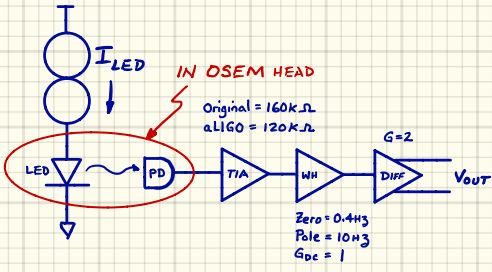 I LED
IN OSEM HEAD
Original = 160kΩ
aLIGO = 120kΩ
G=2
LED
PD
TIA
WH
DIFF
VOUT
Zero = 0.4Hz
Pole = 10Hz
GDC = 1